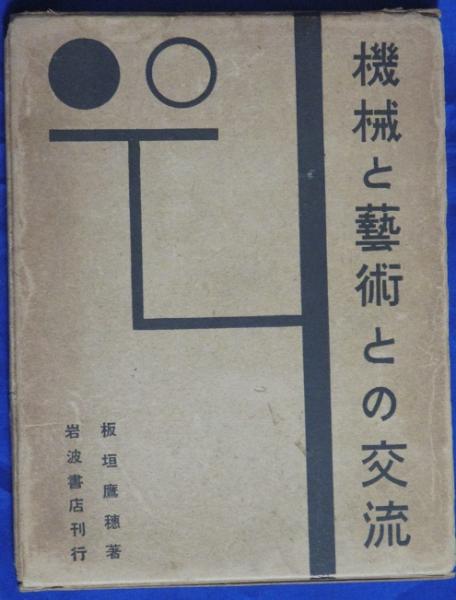 機械と藝術との交流
板垣鷹穂著
岩波書店刊行